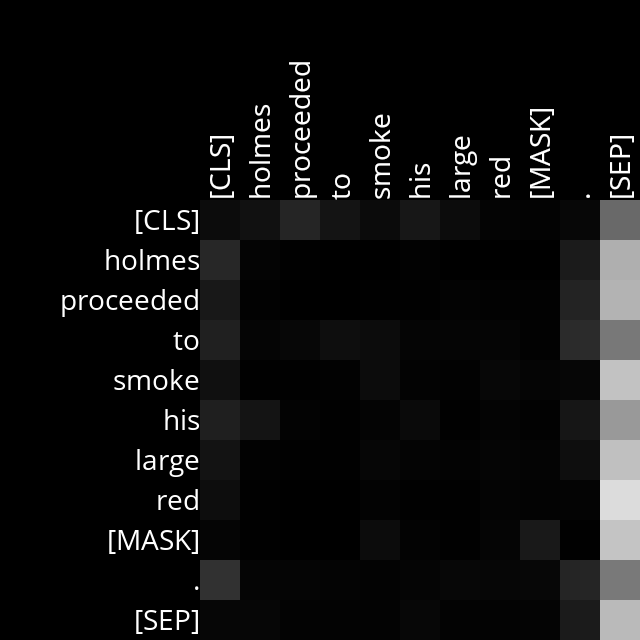 [CLS] holmes proceeded to smoke his large red [MASK] . [SEP]
[CLS]
holmes
proceeded
to
smoke
his
large
red
[MASK]
.
[SEP]